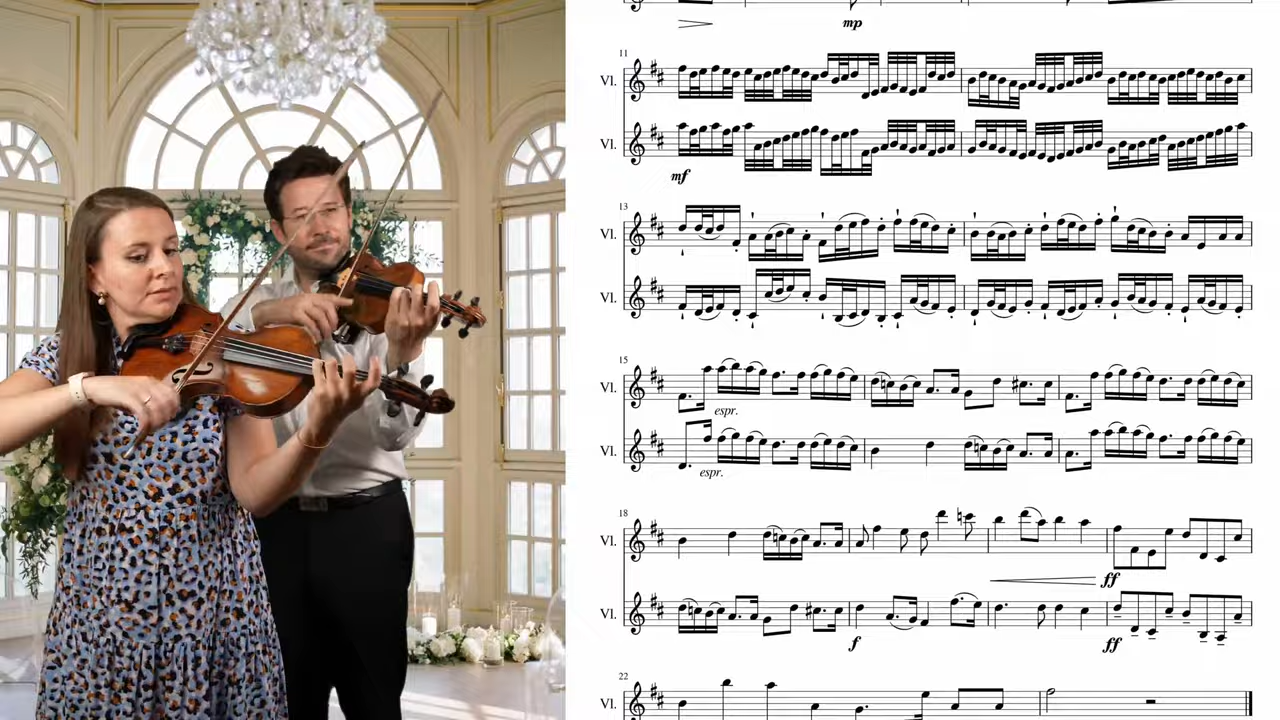 mp
11
Vl.
Vl.
mf
13
Vl.
Vl.
15
Vl.
espr.
Vl.
espr.
18
Vl.
ff
Vl.
f ff
22
Vl.